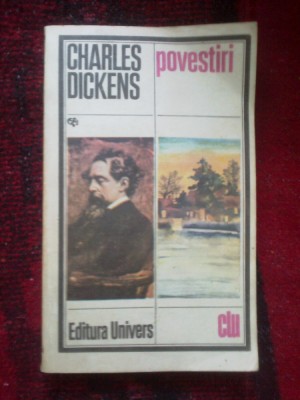 CHARLES
DICKENS
povestiri
Editura Univers
clu